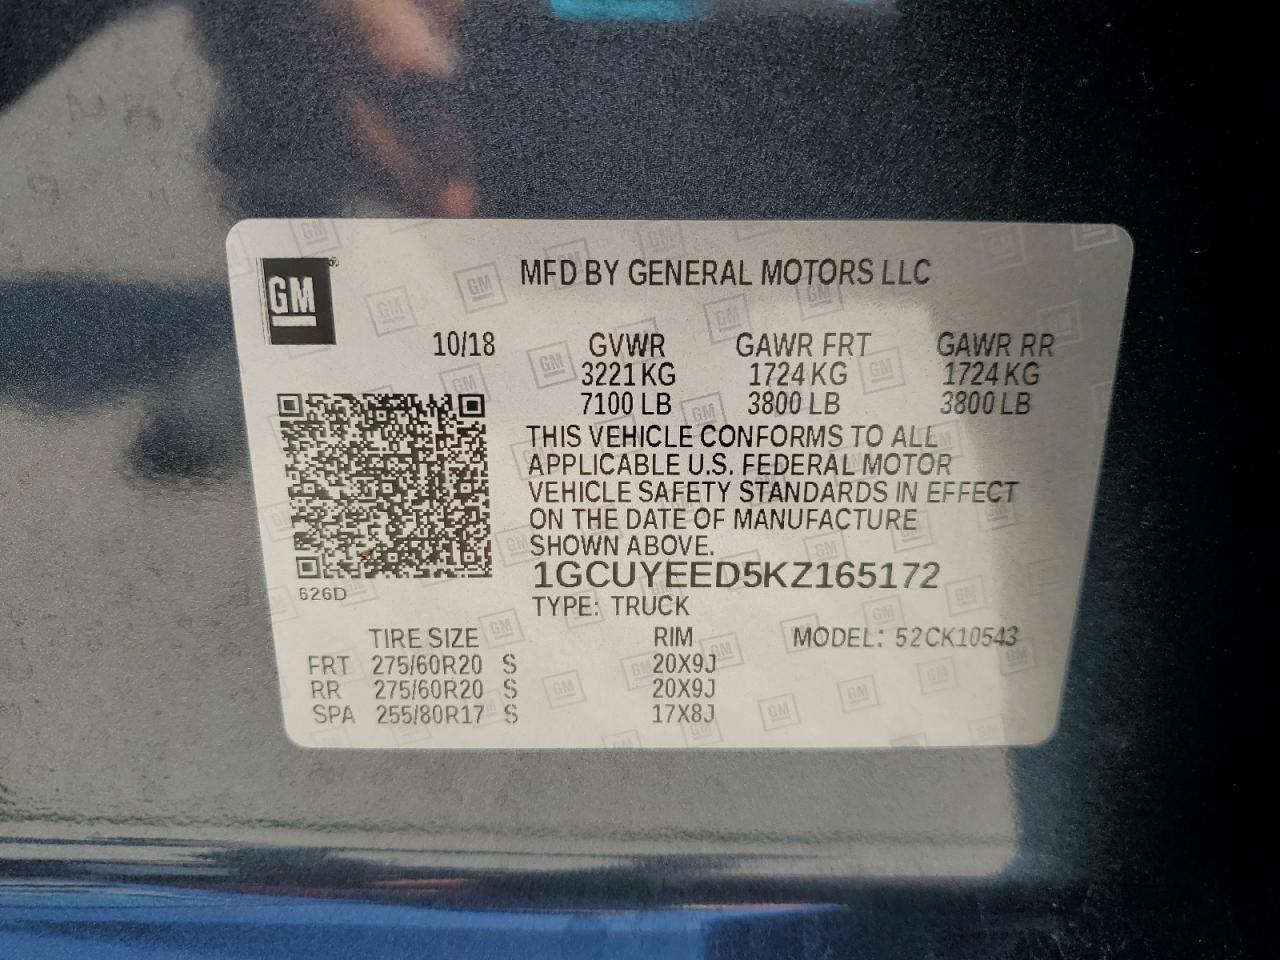 GM
MFD BY GENERAL MOTORS LLC
10/18 GVWR GAWR FRT GAWR RR
3221 KG 1724 KG 1724 KG
7100 LB 3800 LB 3800 LB
THIS VEHICLE CONFORMS TO ALL
APPLICABLE U.S. FEDERAL MOTOR
VEHICLE SAFETY STANDARDS IN EFFECT
ON THE DATE OF MANUFACTURE
SHOWN ABOVE.
1GCUYEED5KZ165172
626D
TYPE: TRUCK
TIRE SIZE RIM MODEL: 52CK10543
FRT 275/60R20 S 20X9J
RR 275/60R20 S 20X9J
SPA 255/80R17 S 17X8J